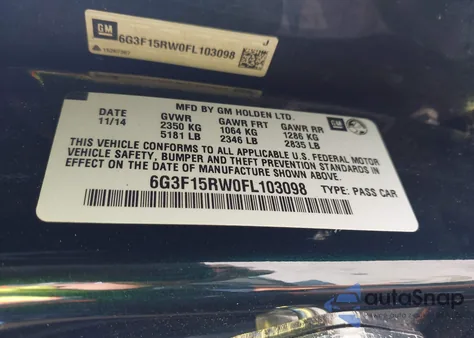 GM
6G3F15RW0FL103098
J
MFD BY GM HOLDEN LTD.
DATE GVWR GAWR FRT GAWR RR GM
11/14 2350 KG 1064 KG 1286 KG
5181 LB 2346 LB 2835 LB
THIS VEHICLE CONFORMS TO ALL APPLICABLE U.S. FEDERAL MOTOR
VEHICLE SAFETY, BUMPER AND THEFT PREVENTION STANDARDS
IN EFFECT ON THE DATE OF MANUFACTURE SHOWN ABOVE.
6G3F15RW0FL103098 TYPE: PASS CAR
autoSnap